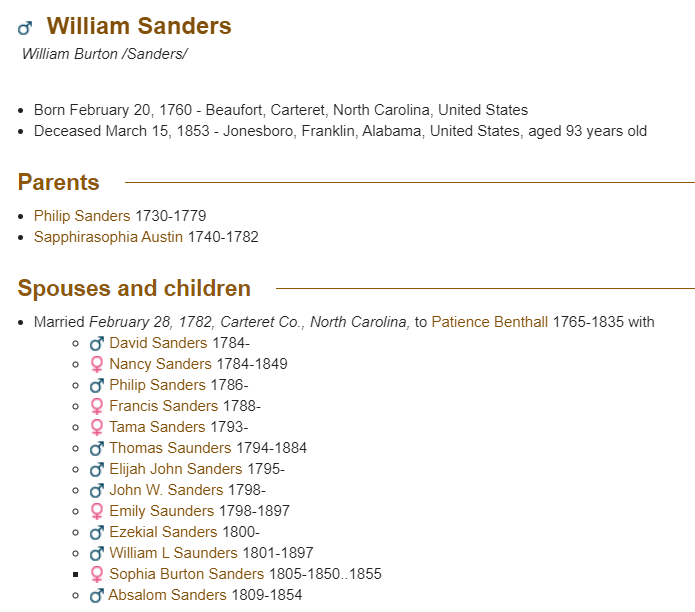 William Sanders
William Burton /Sanders/
Born February 20, 1760 - Beaufort, Carteret, North Carolina, United States
Deceased March 15, 1853 - Jonesboro, Franklin, Alabama, United States, aged 93 years old
Parents
Philip Sanders 1730-1779
Sapphirasophia Austin 1740-1782
Spouses and children
Married February 28, 1782, Carteret Co., North Carolina, to Patience Benthall 1765-1835 with
David Sanders 1784-
Nancy Sanders 1784-1849
Philip Sanders 1786-
Francis Sanders 1788-
Tama Sanders 1793-
Thomas Saunders 1794-1884
Elijah John Sanders 1795-
John W. Sanders 1798-
Emily Saunders 1798-1897
Ezekial Sanders 1800-
William L Saunders 1801-1897
Sophia Burton Sanders 1805-1850..1855
Absalom Sanders 1809-1854